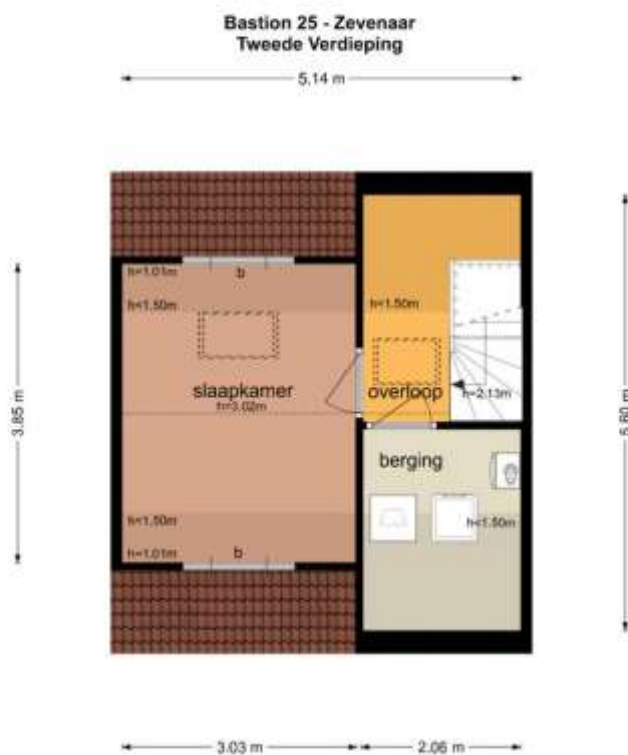 Bastion 25 - Zevenaar
Tweede Verdieping
5.14 m
h=1.01m
b
h<1.50m
h<1.50m
slaapkamer
overloop
h=3.02m
h=2.13m
3.85 m
5.80 m
berging
h<1.50m
h<1.50m
h=1.01m
b
3.03 m
2.06 m